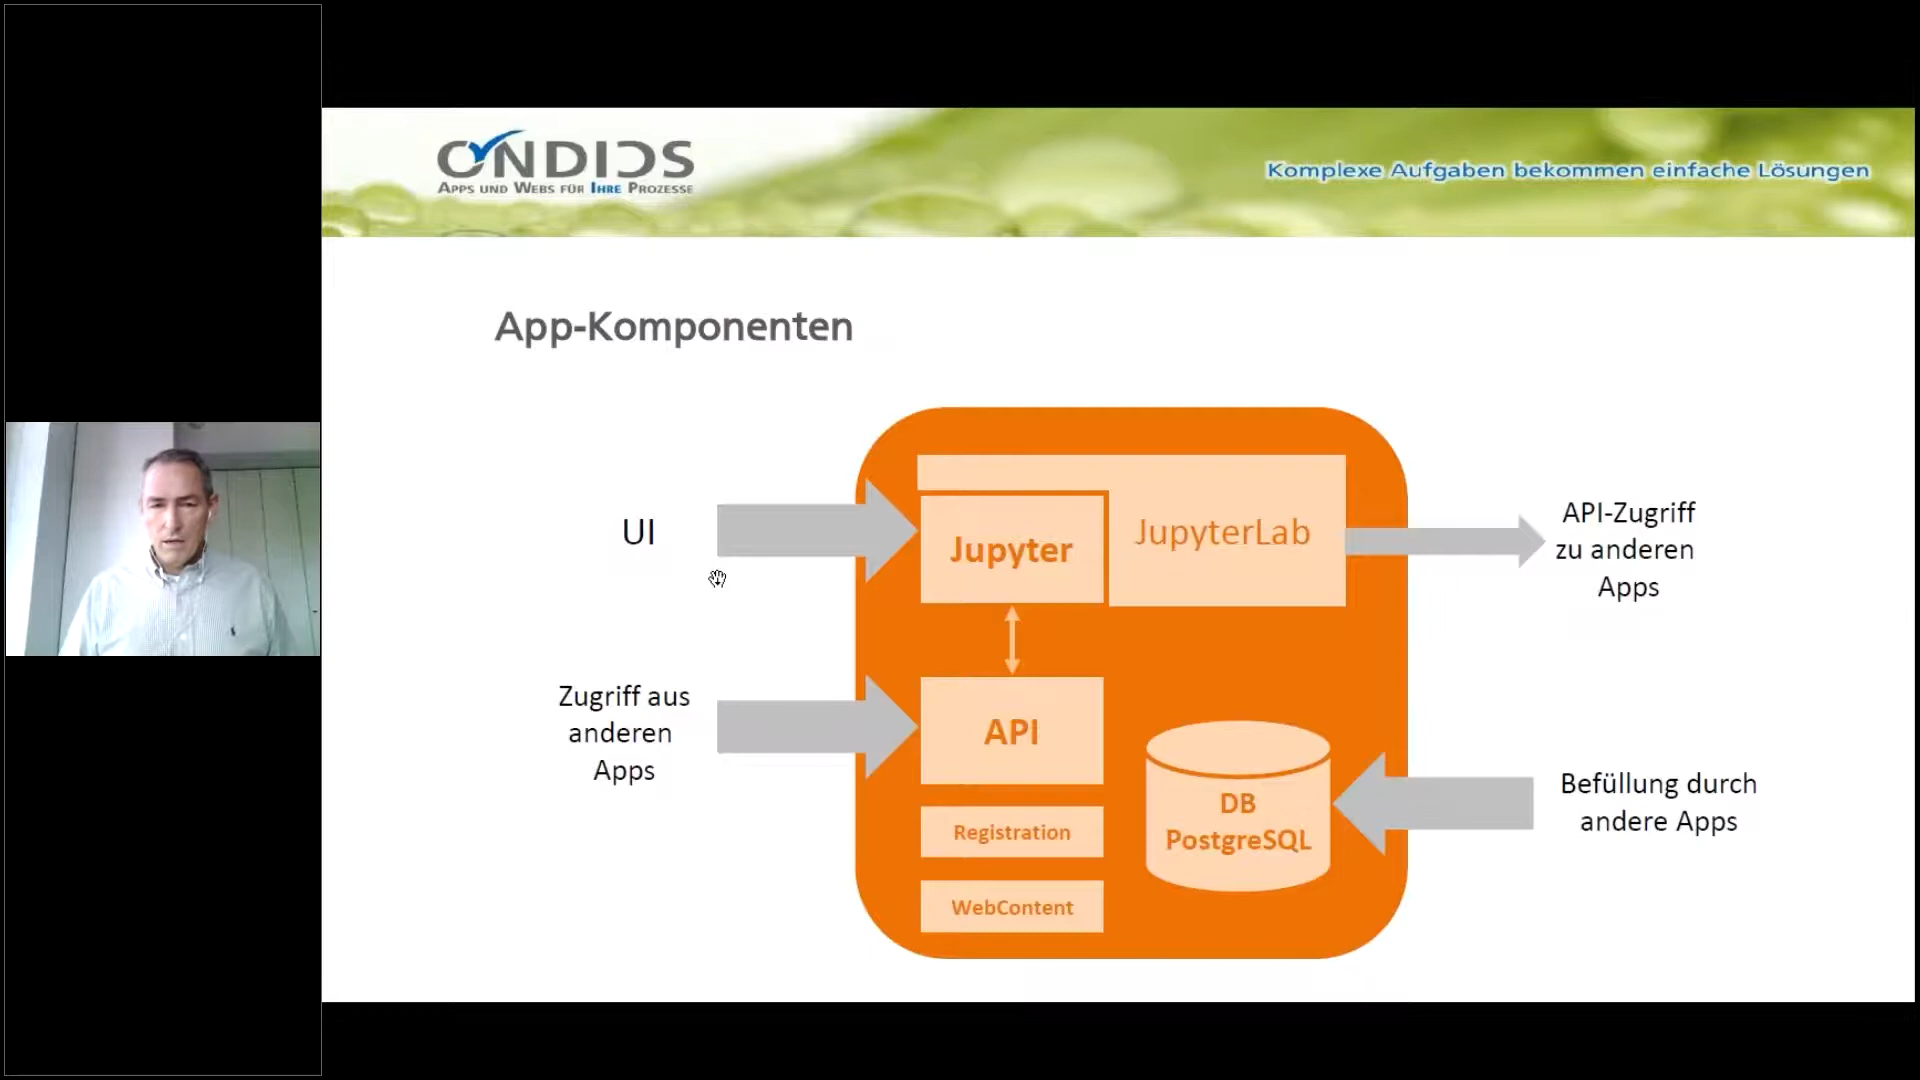 ONDICS
APPS UND WEBS FÜR IHRE PROZESSE
Komplexe Aufgaben bekommen einfache Lösungen
App-Komponenten
UI
Jupyter
JupyterLab
API-Zugriff
zu anderen
Apps
Zugriff aus
anderen
Apps
API
Registration
WebContent
DB
PostgreSQL
Befüllung durch
andere Apps